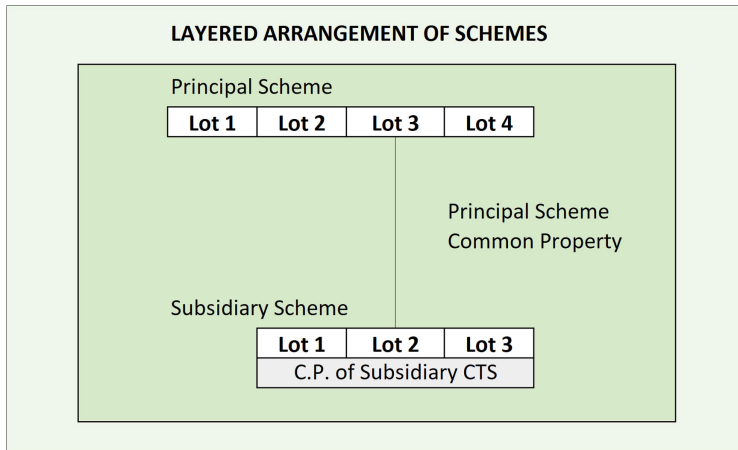 LAYERED ARRANGEMENT OF SCHEMES
Principal Scheme
Lot 1 Lot 2 Lot 3 Lot 4
Principal Scheme
Common Property
Subsidiary Scheme
Lot 1 Lot 2 Lot 3
C.P. of Subsidiary CTS